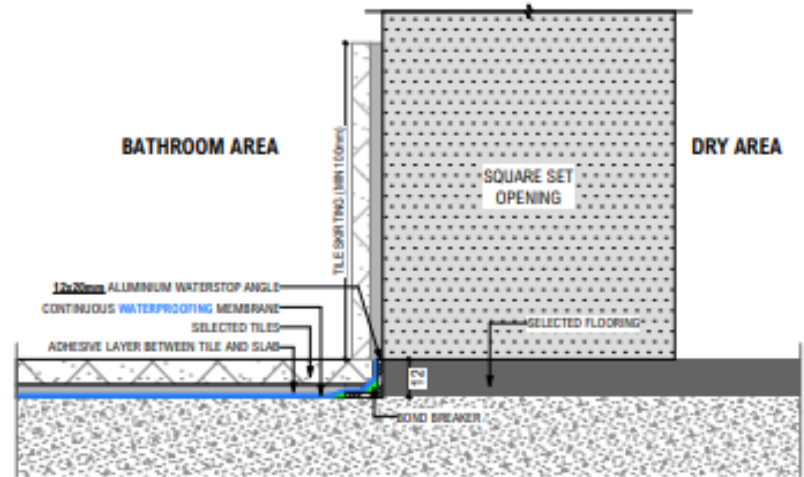 BATHROOM AREA
DRY AREA
TILE SKIRTING (MIN 100mm)
SQUARE SET
OPENING
12x20mm ALUMINIUM WATERSTOP ANGLE
CONTINUOUS WATERPROOFING MEMBRANE
SELECTED TILES
ADHESIVE LAYER BETWEEN TILE AND SLAB
SELECTED FLOORING
12
BOND BREAKER